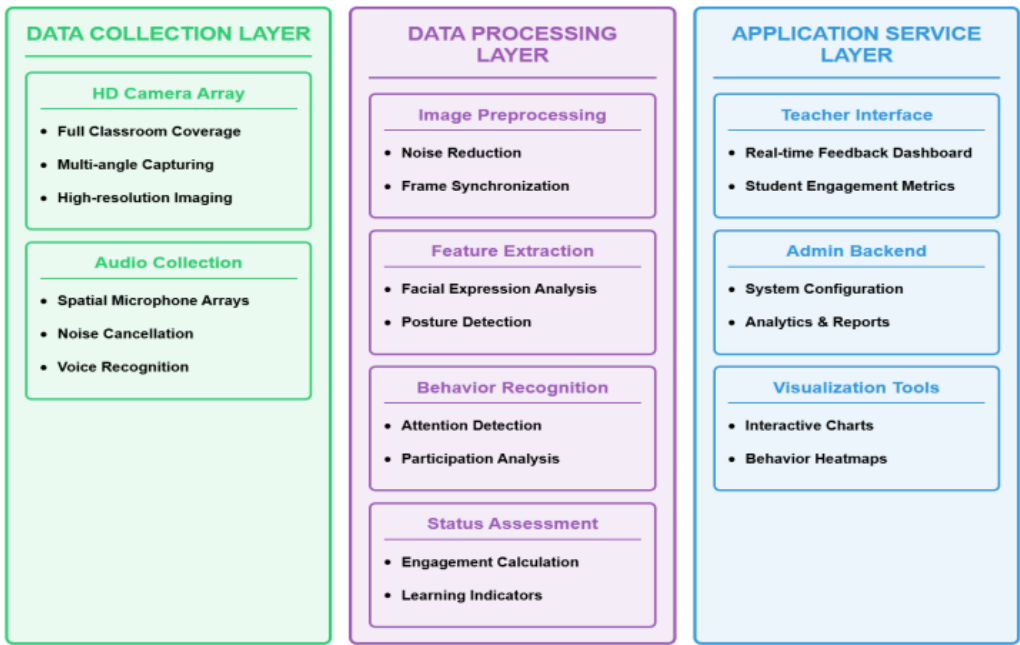 DATA COLLECTION LAYER
HD Camera Array
• Full Classroom Coverage
• Multi-angle Capturing
• High-resolution Imaging
Audio Collection
• Spatial Microphone Arrays
• Noise Cancellation
• Voice Recognition
DATA PROCESSING
LAYER
Image Preprocessing
• Noise Reduction
• Frame Synchronization
Feature Extraction
• Facial Expression Analysis
• Posture Detection
Behavior Recognition
• Attention Detection
• Participation Analysis
Status Assessment
• Engagement Calculation
• Learning Indicators
APPLICATION SERVICE
LAYER
Teacher Interface
• Real-time Feedback Dashboard
• Student Engagement Metrics
Admin Backend
• System Configuration
• Analytics & Reports
Visualization Tools
• Interactive Charts
• Behavior Heatmaps